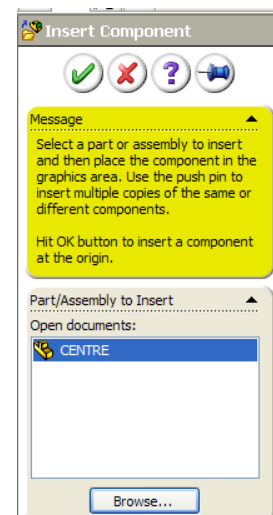 Insert Component
?
Message
Select a part or assembly to insert
and then place the component in the
graphics area. Use the push pin to
insert multiple copies of the same or
different components.
Hit OK button to insert a component
at the origin.
Part/Assembly to Insert
Open documents:
CENTRE
Browse...